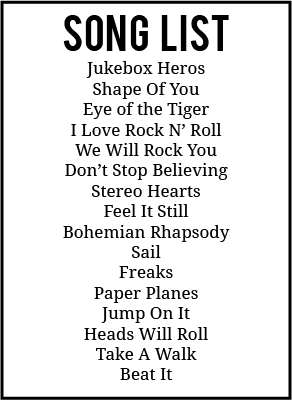 SONG LIST
Jukebox Heros
Shape Of You
Eye of the Tiger
I Love Rock N’ Roll
We Will Rock You
Don’t Stop Believing
Stereo Hearts
Feel It Still
Bohemian Rhapsody
Sail
Freaks
Paper Planes
Jump On It
Heads Will Roll
Take A Walk
Beat It